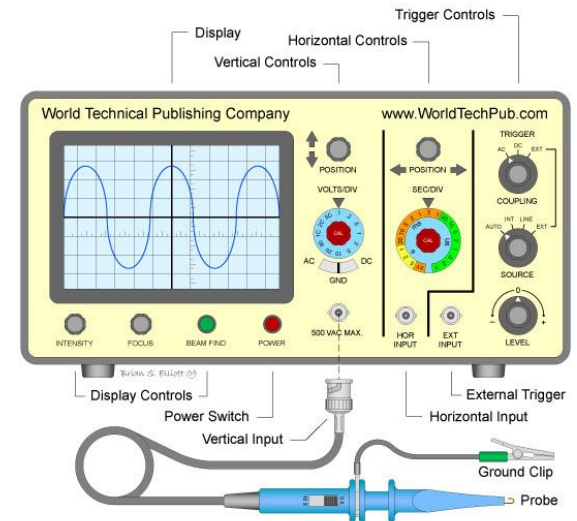 Trigger Controls
Display
Horizontal Controls
Vertical Controls
World Technical Publishing Company
www.WorldTechPub.com
TRIGGER
AC DC EXT
POSITION
POSITION
COUPLING
VOLTS/DIV
SEC/DIV
CAL
CAL
AUTO INT LINE EXT
AC DC
GND
SOURCE
0
- +
500 VAC MAX.
HOR
INPUT
EXT
INPUT
LEVEL
INTENSITY
FOCUS
BEAM FIND
POWER
Brian S. Elliott 09
Display Controls
Power Switch
Vertical Input
External Trigger
Horizontal Input
Ground Clip
Probe